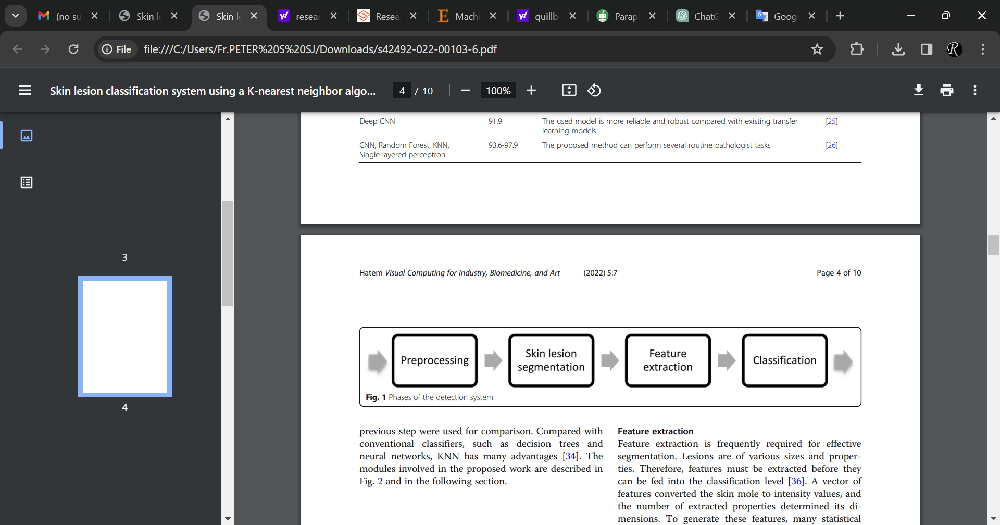 (no su
Skin l
Skin l
resear
Resea
Machi
quillb
Parap
ChatG
Goog
File
file:///C:/Users/Fr.PETER%20S%20SJ/Downloads/s42492-022-00103-6.pdf
Skin lesion classification system using a K-nearest neighbor algo...
4 / 10
100%
3
4
Deep CNN 91.9 The used model is more reliable and robust compared with existing transfer [25]
learning models
CNN, Random Forest, KNN, 93.6-97.9 The proposed method can perform several routine pathologist tasks [26]
Single-layered perceptron
Hatem Visual Computing for Industry, Biomedicine, and Art (2022) 5:7 Page 4 of 10
Preprocessing
Skin lesion
segmentation
Feature
extraction
Classification
Fig. 1 Phases of the detection system
previous step were used for comparison. Compared with
conventional classifiers, such as decision trees and
neural networks, KNN has many advantages [34]. The
modules involved in the proposed work are described in
Fig. 2 and in the following section.
Feature extraction
Feature extraction is frequently required for effective
segmentation. Lesions are of various sizes and proper-
ties. Therefore, features must be extracted before they
can be fed into the classification level [36]. A vector of
features converted the skin mole to intensity values, and
the number of extracted properties determined its di-
mensions. To generate these features, many statistical